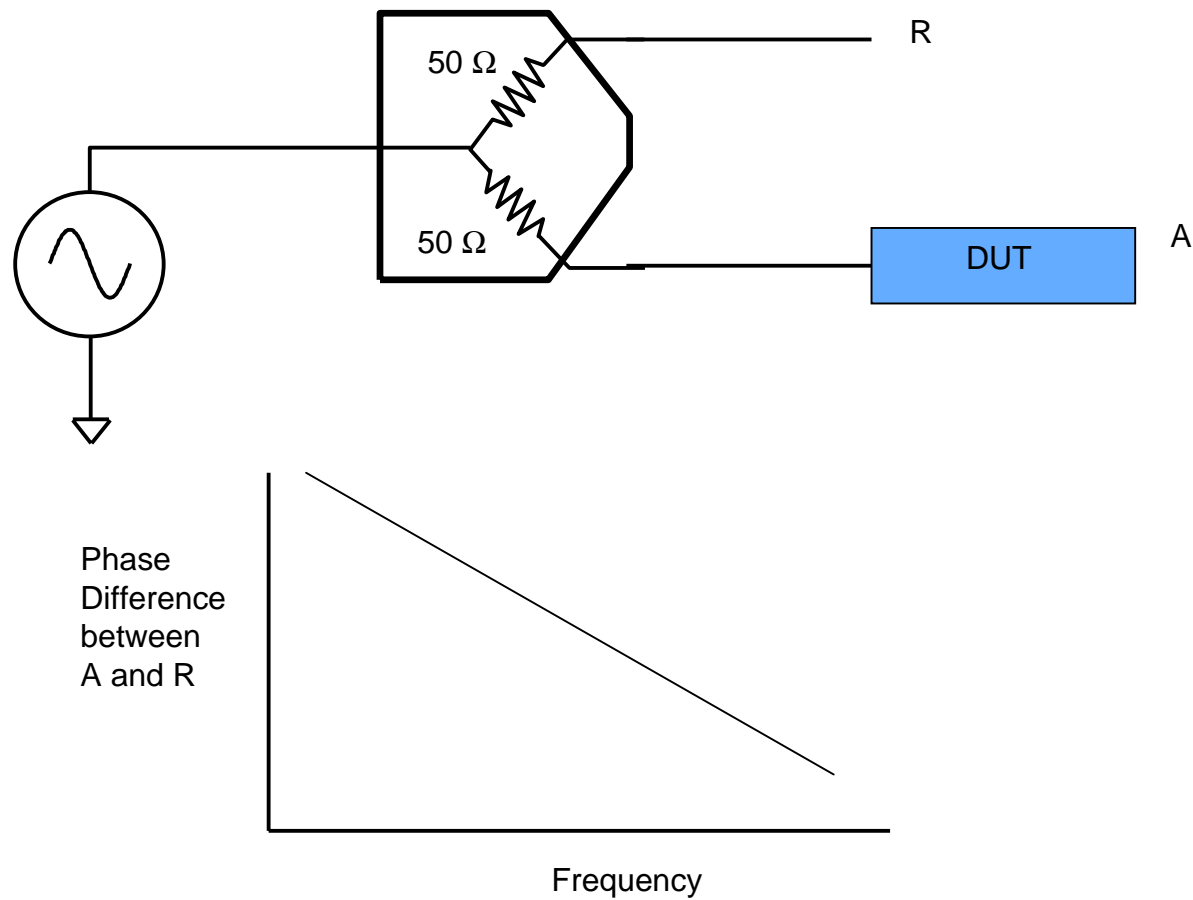 R
50 Ω
50 Ω
DUT
A
Phase
Difference
between
A and R
Frequency